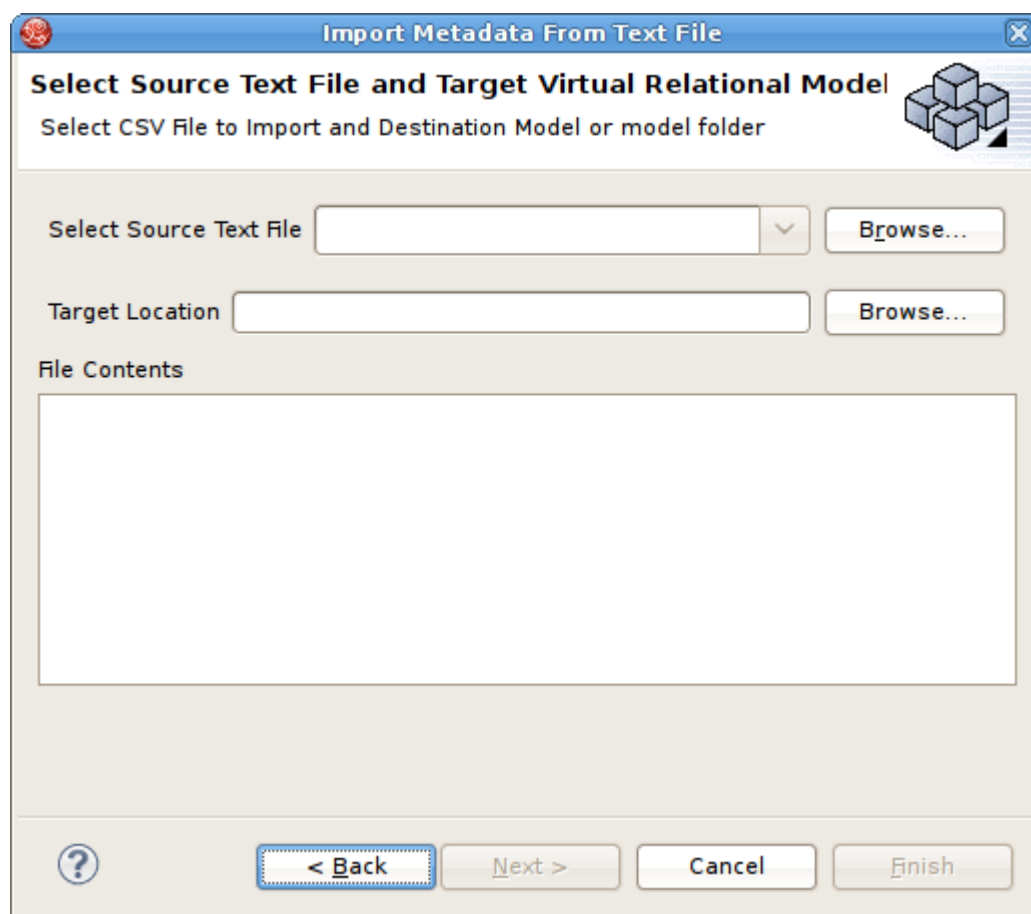 Import Metadata From Text File
Select Source Text File and Target Virtual Relational Model
Select CSV File to Import and Destination Model or model folder
Select Source Text File
Browse...
Target Location
Browse...
File Contents
?
< Back
Next >
Cancel
Finish